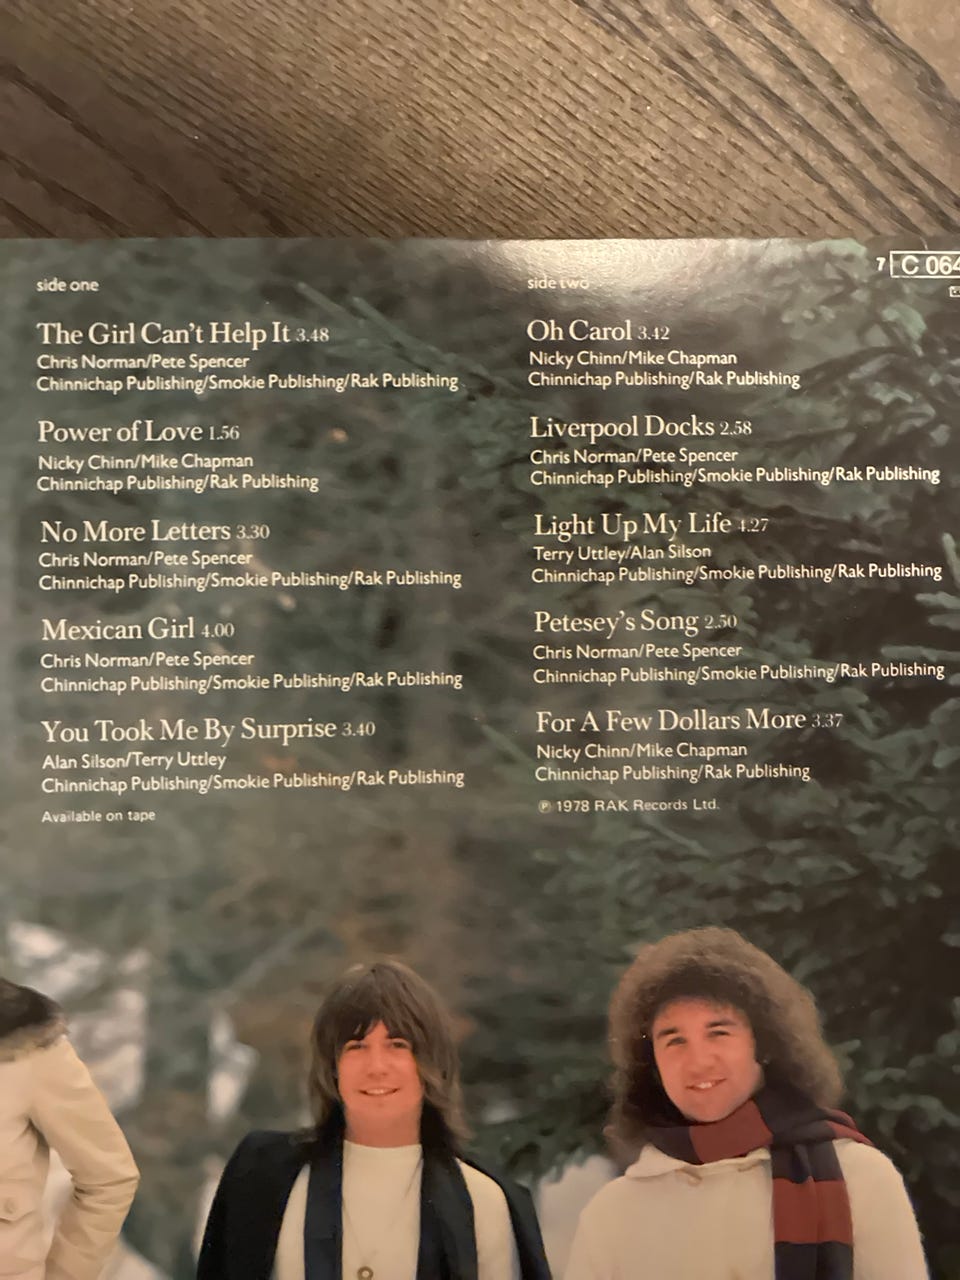 side one
The Girl Can't Help It 3.48
Chris Norman/Pete Spencer
Chinnichap Publishing/Smokie Publishing/Rak Publishing
Power of Love 1.56
Nicky Chinn/Mike Chapman
Chinnichap Publishing/Rak Publishing
No More Letters 3.30
Chris Norman/Pete Spencer
Chinnichap Publishing/Smokie Publishing/Rak Publishing
Mexican Girl 4.00
Chris Norman/Pete Spencer
Chinnichap Publishing/Smokie Publishing/Rak Publishing
You Took Me By Surprise 3.40
Alan Silson/Terry Uttley
Chinnichap Publishing/Smokie Publishing/Rak Publishing
Available on tape
side two
Oh Carol 3.42
Nicky Chinn/Mike Chapman
Chinnichap Publishing/Rak Publishing
Liverpool Docks 2.58
Chris Norman/Pete Spencer
Chinnichap Publishing/Smokie Publishing/Rak Publishing
Light Up My Life 4.27
Terry Uttley/Alan Silson
Chinnichap Publishing/Smokie Publishing/Rak Publishing
Petesey's Song 2.50
Chris Norman/Pete Spencer
Chinnichap Publishing/Smokie Publishing/Rak Publishing
For A Few Dollars More 3.37
Nicky Chinn/Mike Chapman
Chinnichap Publishing/Rak Publishing
℗ 1978 RAK Records Ltd.
7 C 064